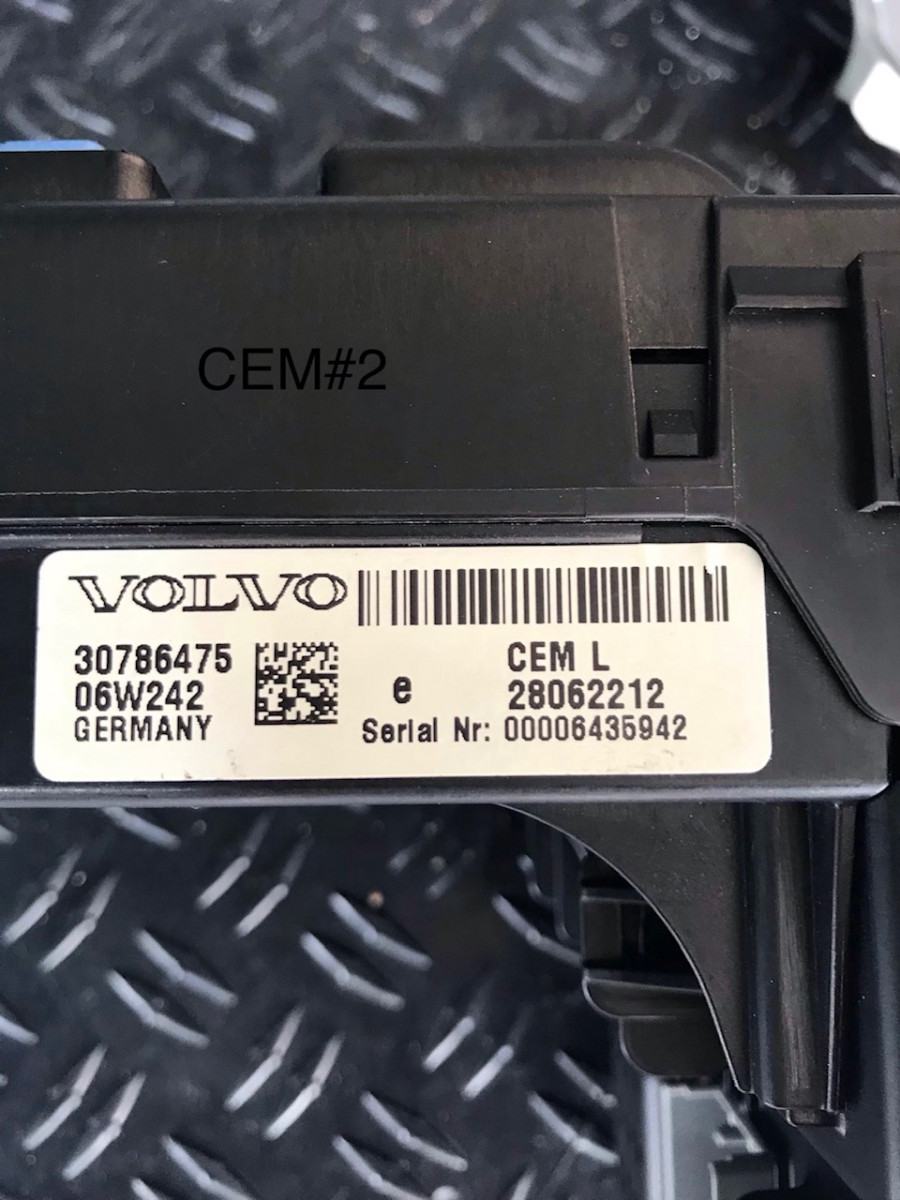 CEM#2
VOLVO
30786475
06W242
GERMANY
e
CEM L
28062212
Serial Nr: 00006435942